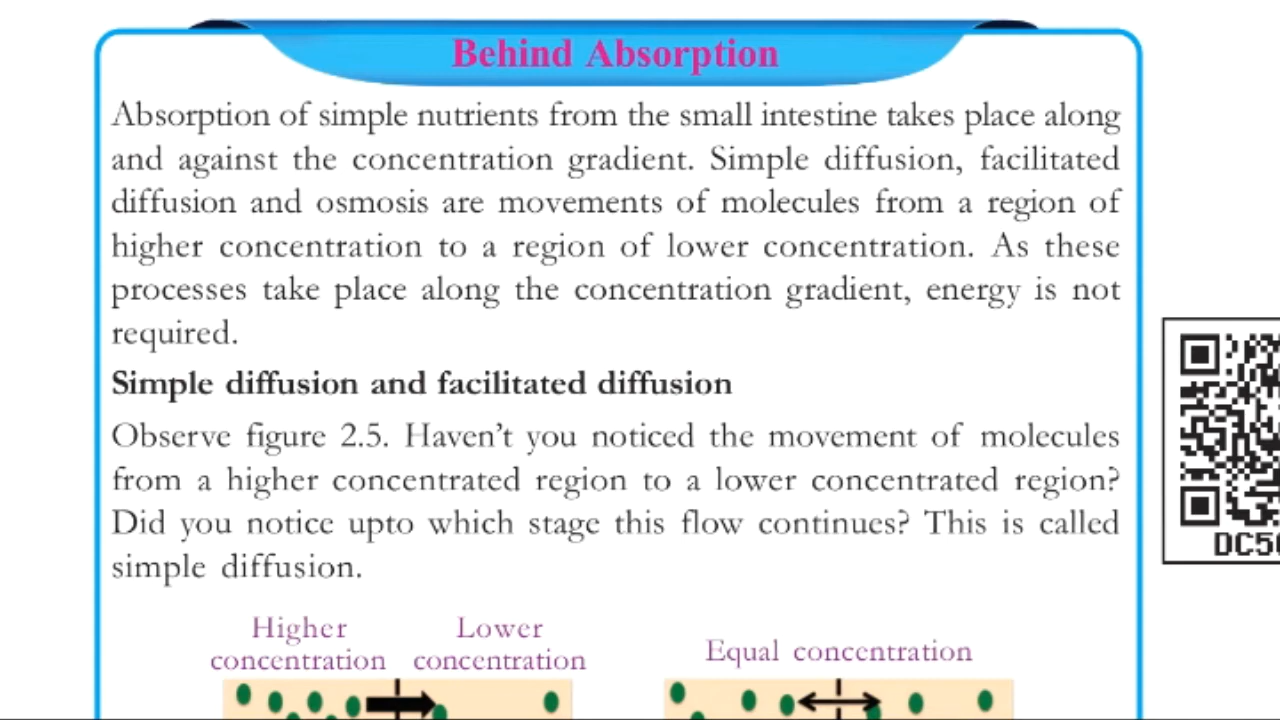 Behind Absorption
Absorption of simple nutrients from the small intestine takes place along
and against the concentration gradient. Simple diffusion, facilitated
diffusion and osmosis are movements of molecules from a region of
higher concentration to a region of lower concentration. As these
processes take place along the concentration gradient, energy is not
required.
Simple diffusion and facilitated diffusion
Observe figure 2.5. Haven't you noticed the movement of molecules
from a higher concentrated region to a lower concentrated region?
Did you notice upto which stage this flow continues? This is called
simple diffusion.
Higher
concentration
Lower
concentration
Equal concentration